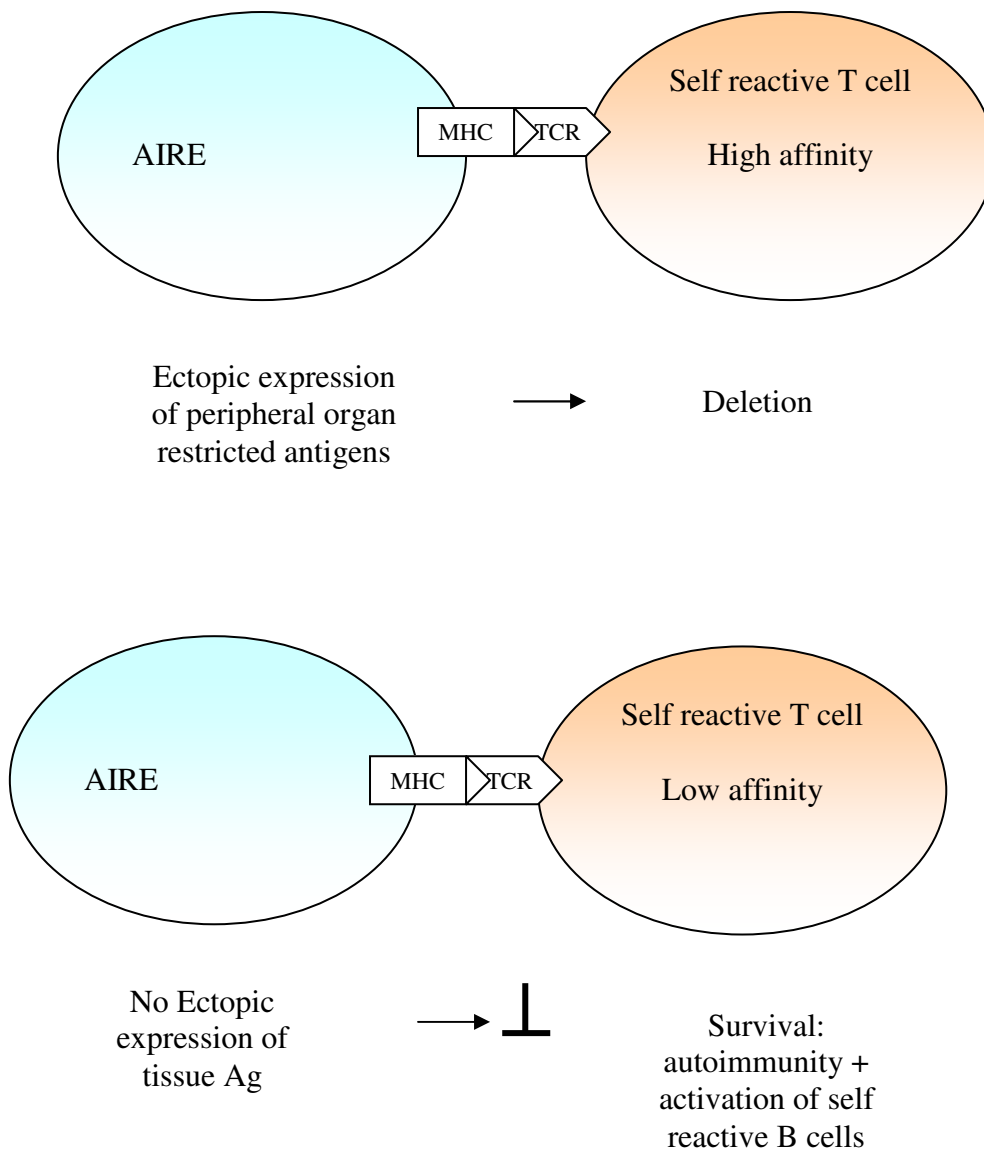 Self reactive T cell
AIRE
MHC
TCR
High affinity
Ectopic expression
of peripheral organ
restricted antigens
Deletion
Self reactive T cell
AIRE
MHC
TCR
Low affinity
No Ectopic
expression of
tissue Ag
Survival:
autoimmunity +
activation of self
reactive B cells